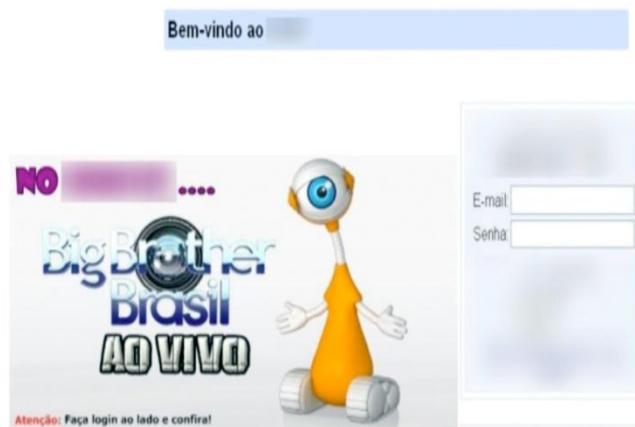 Bem-vindo ao
NO ....
Big Brother
Brasil
AO VIVO
Atenção: Faça login ao lado e confira!
E-mail:
Senha: